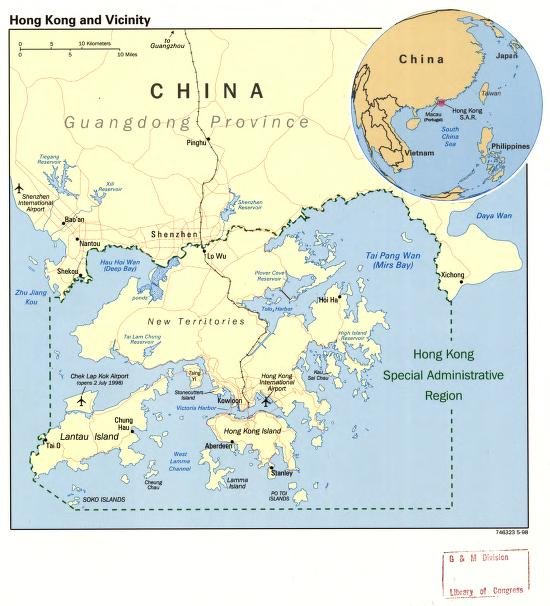 Hong Kong and Vicinity
0 5 10 Kilometers
0 5 10 Miles
to
Guangzhou
CHINA
Guangdong Province
Pinghu
Tiegang
Reservoir
Xili
Reservoir
Shenzhen
Reservoir
Shenzhen
International
Airport
Bao'an
Nantou
Shekou
Shenzhen
Lo Wu
Hau Hoi Wan
(Deep Bay)
Zhu Jiang
Kou
ponds
Plover Cove
Reservoir
Tai Pang Wan
(Mirs Bay)
Daya Wan
Xichong
Tolo Harbor
Hoi Ha
New Territories
Tai Lam Chung
Reservoir
High Island
Reservoir
Hong Kong
Special Administrative
Region
Chek Lap Kok Airport
(opens 2 July 1998)
Tsing
Yi
Stonecutters
Island
Hong Kong
International
Airport
Kau
Sai Chau
Kowloon
Victoria Harbor
Chung
Hau
Lantau Island
Tai O
Hong Kong Island
Aberdeen
Stanley
West
Lamma
Channel
Cheung
Chau
Lamma
Island
PO TOI
ISLANDS
SOKO ISLANDS
China
Japan
Taiwan
Macau
(Portugal)
Hong Kong
S.A.R.
South
China
Sea
Philippines
Vietnam
746323 5-98
G & M Division
Library of Congress